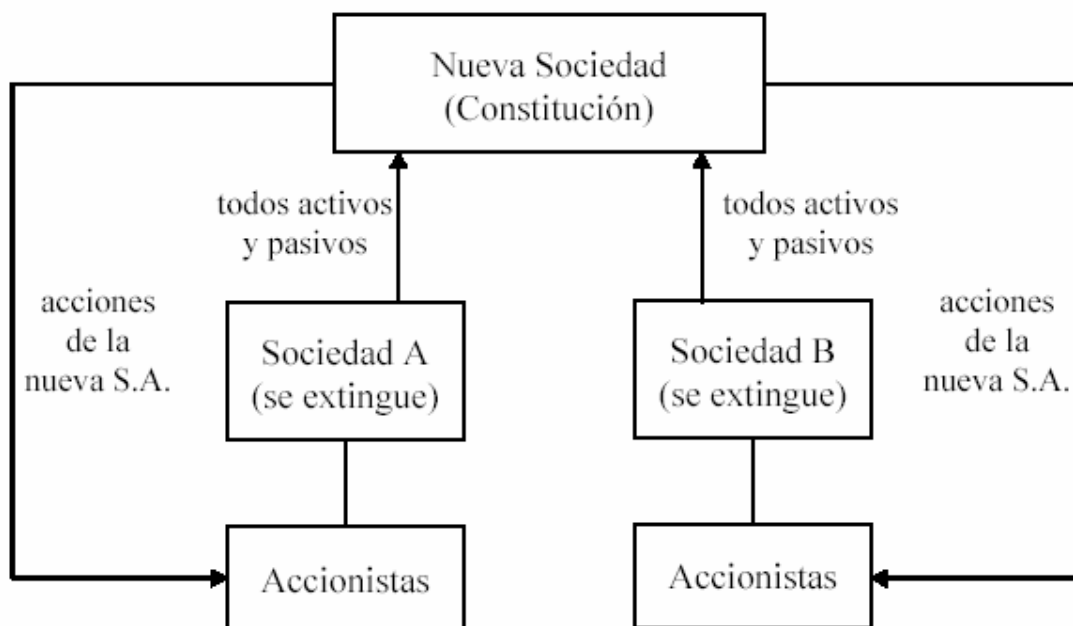 Nueva Sociedad
(Constitución)
todos activos
y pasivos
todos activos
y pasivos
acciones
de la
nueva S.A.
Sociedad A
(se extingue)
Sociedad B
(se extingue)
acciones
de la
nueva S.A.
Accionistas
Accionistas